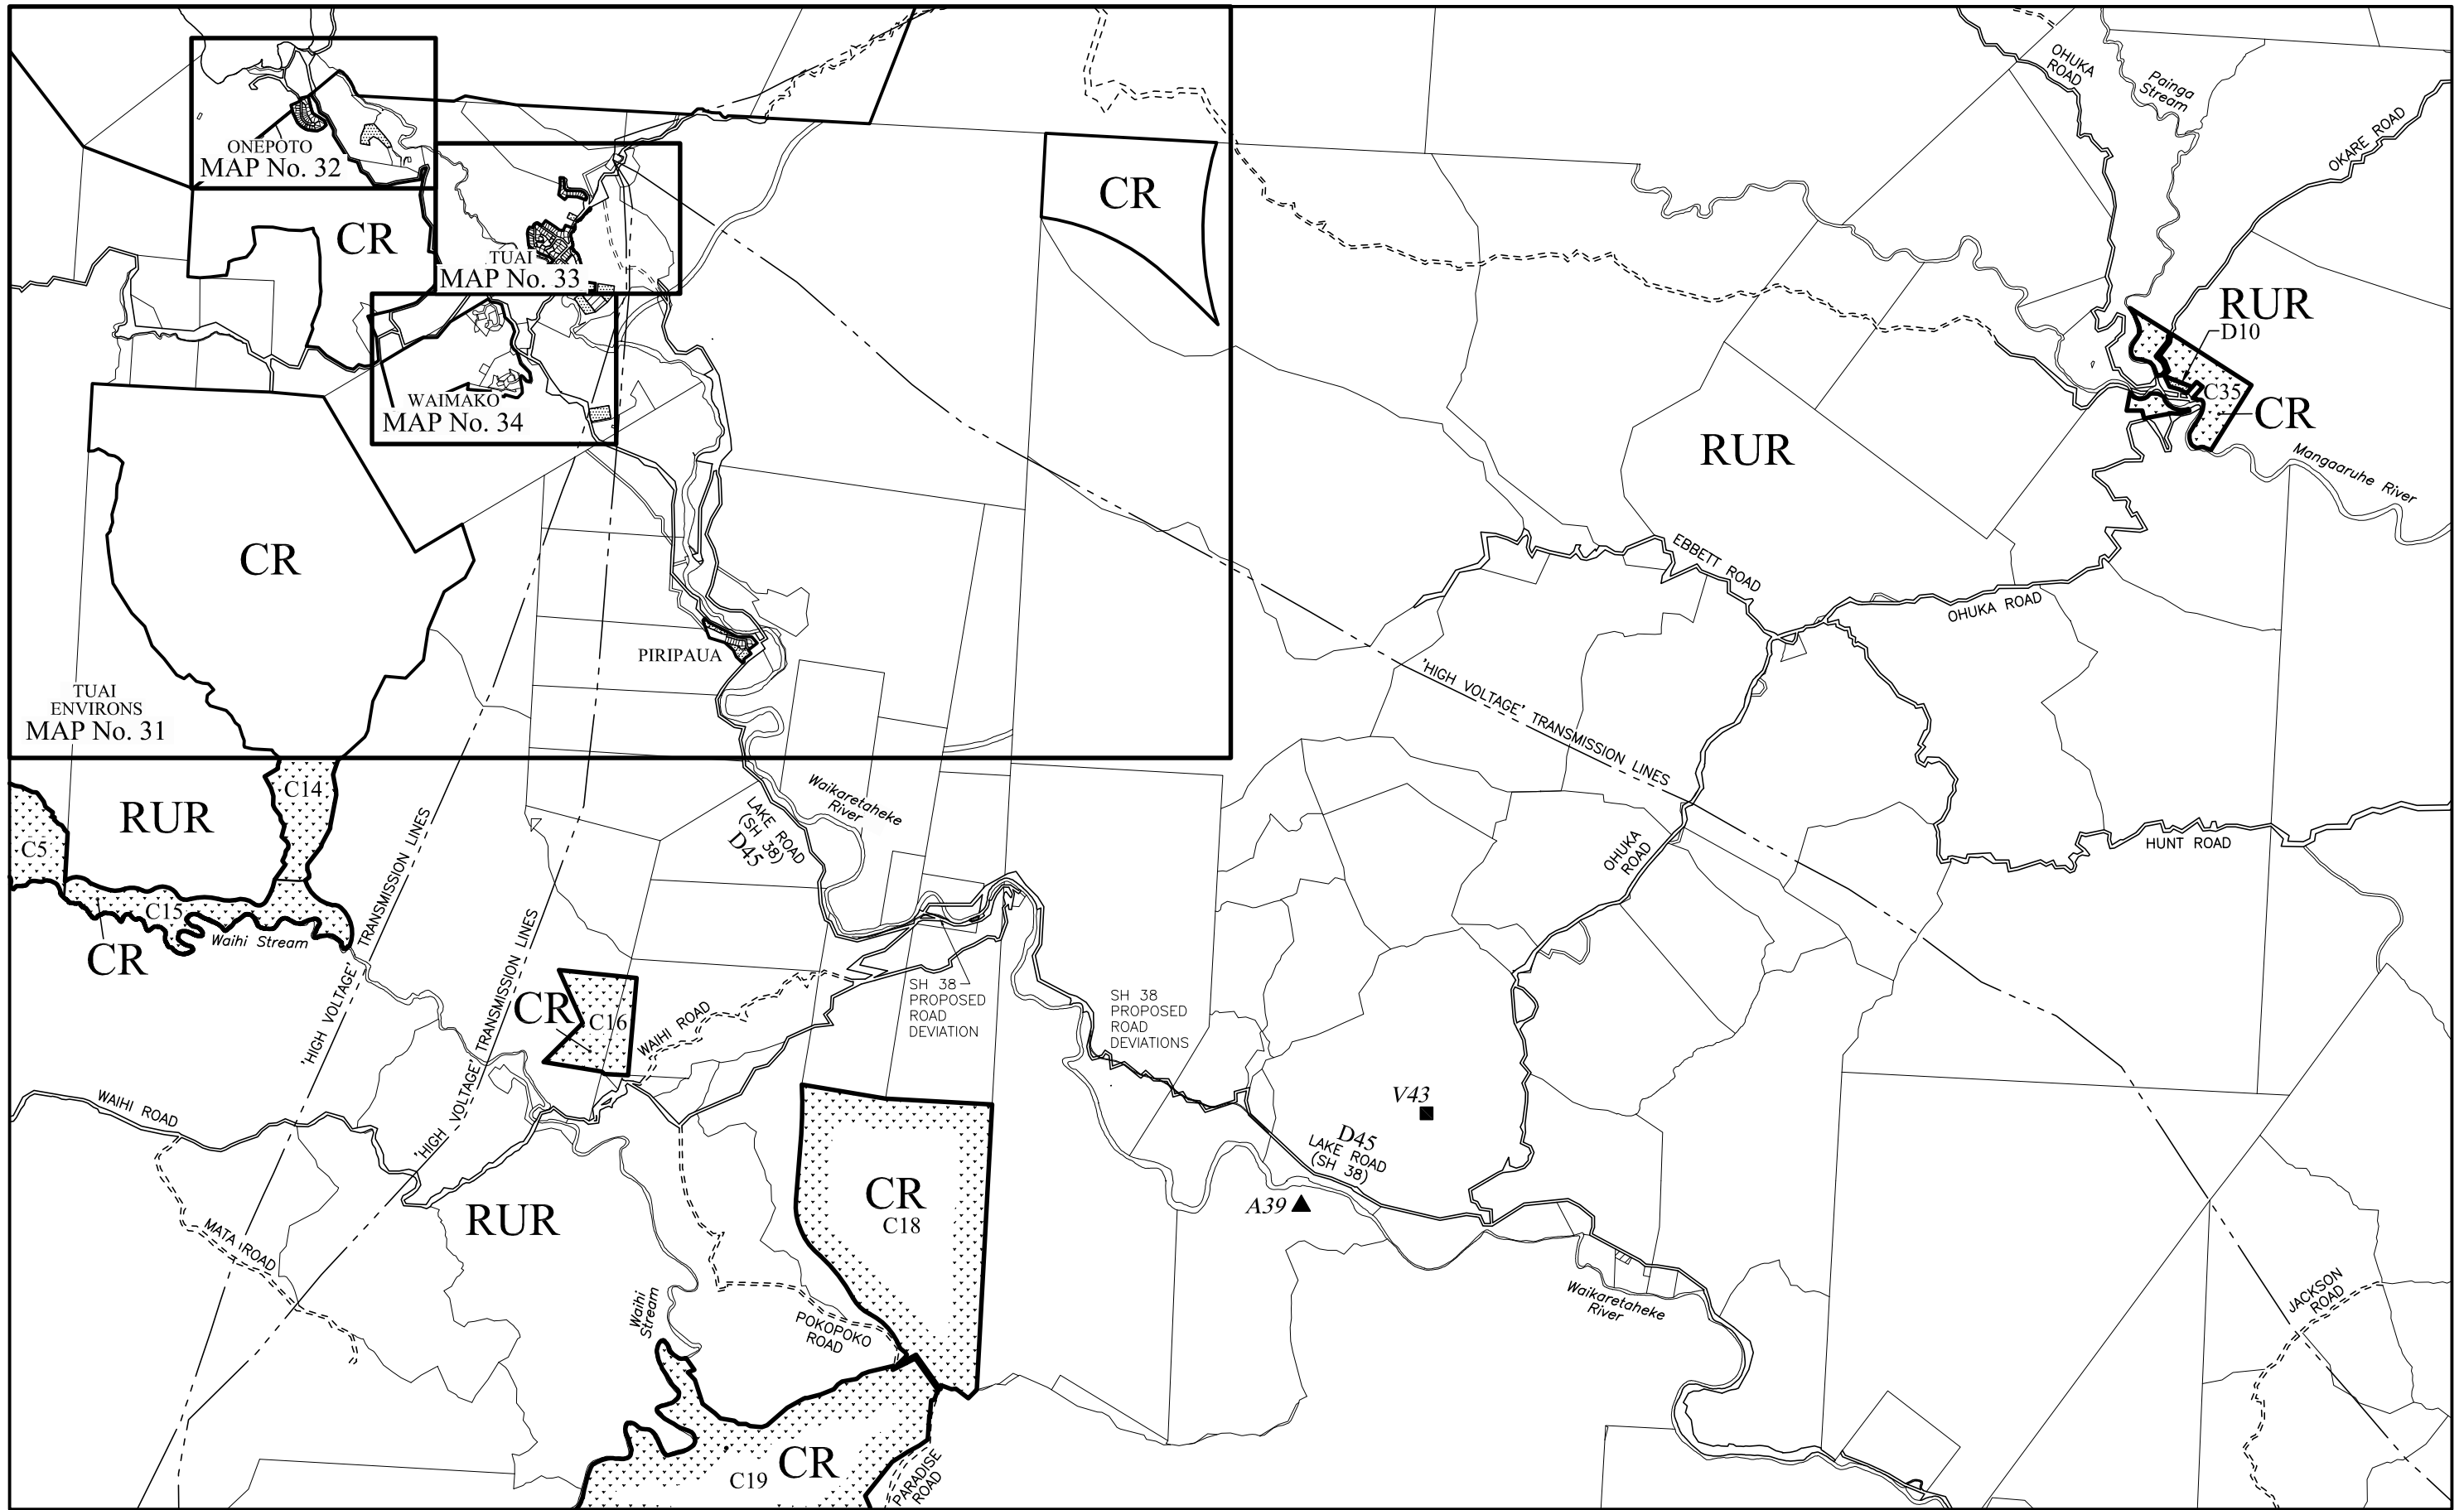 ONEPOTO
MAP No. 32
CR
TUAI
MAP No. 33
WAIMAKO
MAP No. 34
CR
CR
PIRIPAUA
TUAI
ENVIRONS
MAP No. 31
OHUKA
ROAD
Painga
Stream
OKARE ROAD
RUR
D10
C35
CR
Mangaaruhe River
RUR
EBBETT ROAD
OHUKA ROAD
'HIGH VOLTAGE' TRANSMISSION LINES
HUNT ROAD
OHUKA
ROAD
C14
RUR
C5
C15
CR
Waihi Stream
'HIGH VOLTAGE' TRANSMISSION LINES
'HIGH VOLTAGE' TRANSMISSION LINES
Waikaretaheke
River
LAKE ROAD
(SH 38)
D45
CR
C16
WAIHI ROAD
SH 38
PROPOSED
ROAD
DEVIATION
SH 38
PROPOSED
ROAD
DEVIATIONS
WAIHI ROAD
MATA ROAD
RUR
Waihi
Stream
POKOPOKO
ROAD
CR
C18
V43
D45
LAKE ROAD
(SH 38)
A39
Waikaretaheke
River
JACKSON
ROAD
CR
C19
PARADISE
ROAD